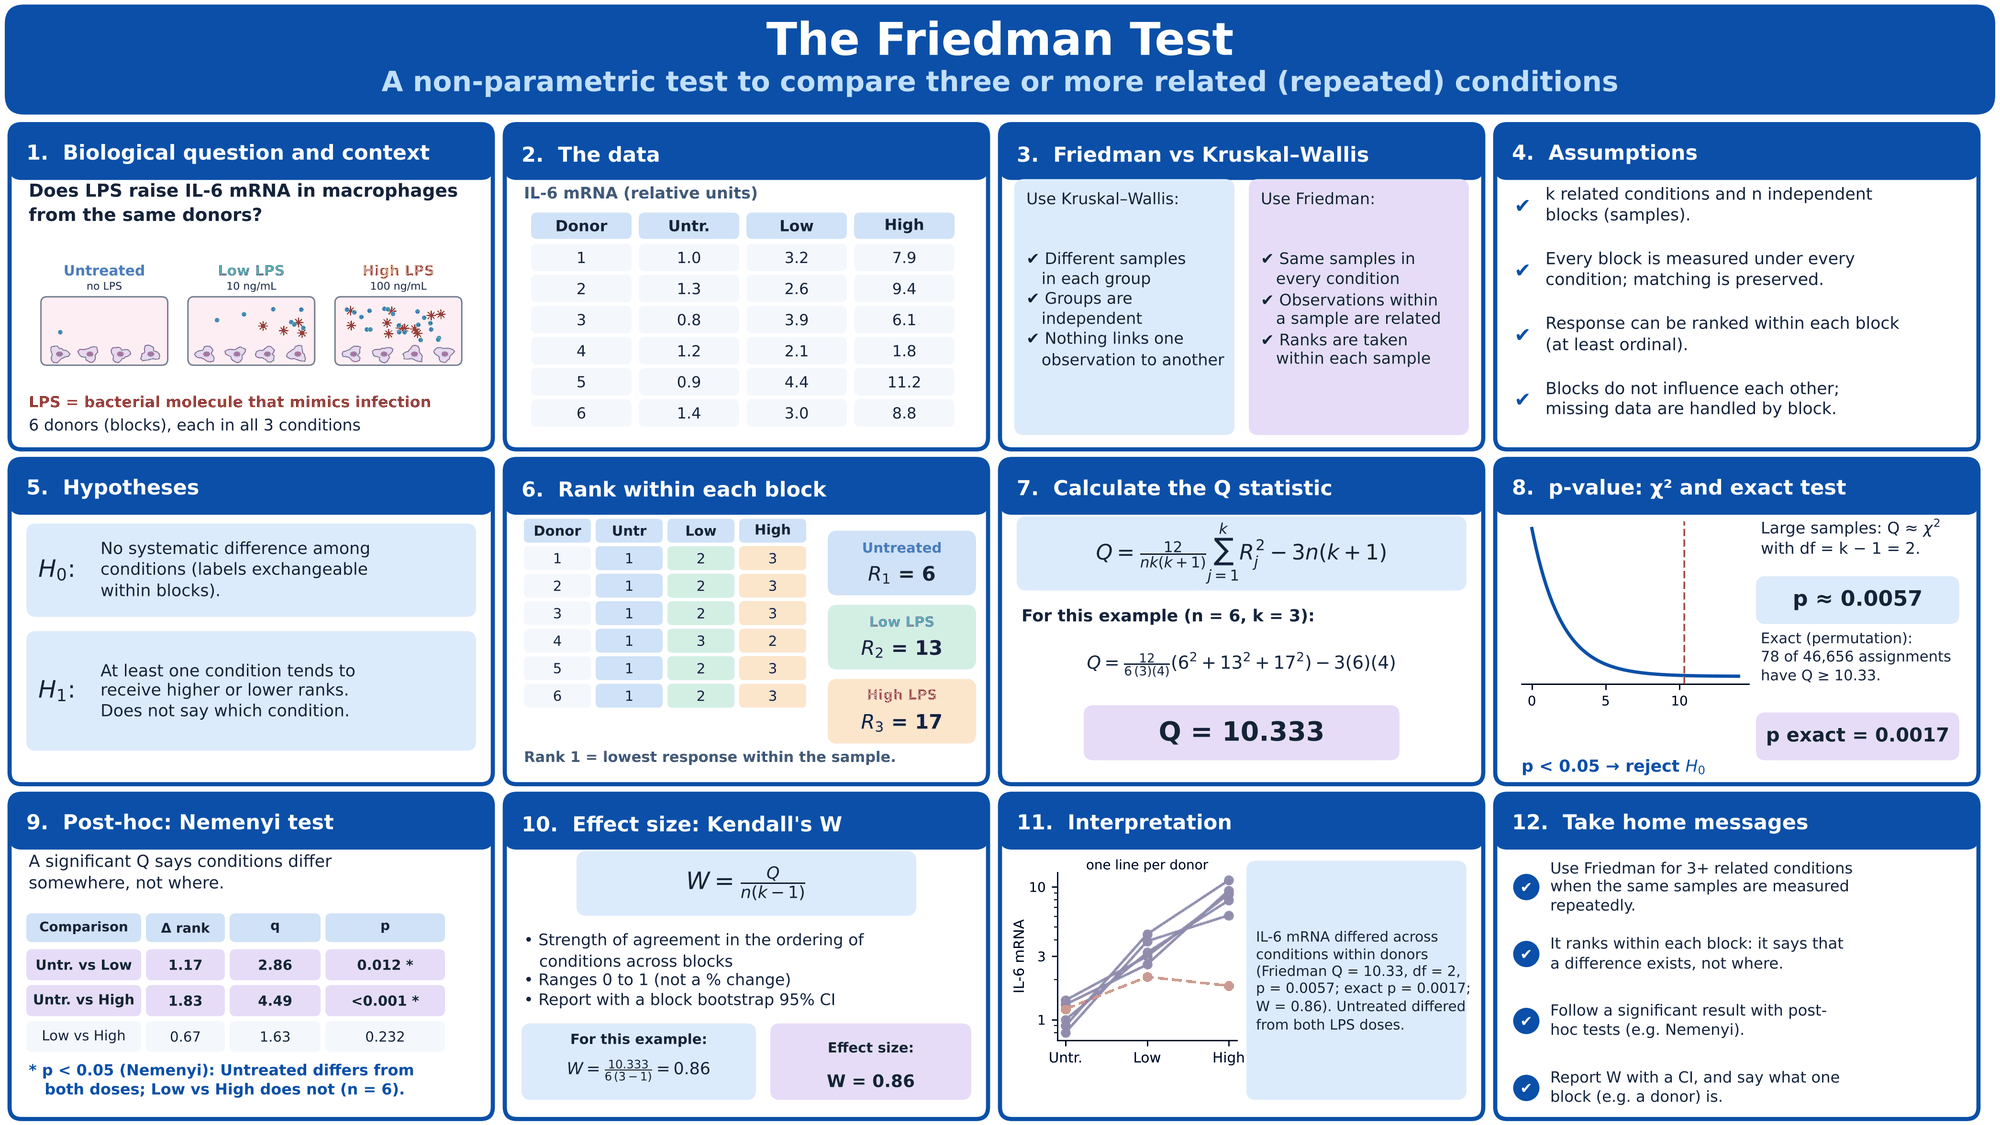 The Friedman Test
A non-parametric test to compare three or more related (repeated) conditions
1. Biological question and context
Does LPS raise IL-6 mRNA in macrophages
from the same donors?
Untreated
no LPS
Low LPS
10 ng/mL
High LPS
100 ng/mL
LPS = bacterial molecule that mimics infection
6 donors (blocks), each in all 3 conditions
2. The data
IL-6 mRNA (relative units)
Donor Untr. Low High
1 1.0 3.2 7.9
2 1.3 2.6 9.4
3 0.8 3.9 6.1
4 1.2 2.1 1.8
5 0.9 4.4 11.2
6 1.4 3.0 8.8
3. Friedman vs Kruskal–Wallis
Use Kruskal–Wallis:
✔ Different samples
in each group
✔ Groups are
independent
✔ Nothing links one
observation to another
Use Friedman:
✔ Same samples in
every condition
✔ Observations within
a sample are related
✔ Ranks are taken
within each sample
4. Assumptions
✔ k related conditions and n independent
blocks (samples).
✔ Every block is measured under every
condition; matching is preserved.
✔ Response can be ranked within each block
(at least ordinal).
✔ Blocks do not influence each other;
missing data are handled by block.
5. Hypotheses
H₀: No systematic difference among
conditions (labels exchangeable
within blocks).
H₁: At least one condition tends to
receive higher or lower ranks.
Does not say which condition.
6. Rank within each block
Donor Untr Low High
1 1 2 3
2 1 2 3
3 1 2 3
4 1 3 2
5 1 2 3
6 1 2 3
Untreated
R₁ = 6
Low LPS
R₂ = 13
High LPS
R₃ = 17
Rank 1 = lowest response within the sample.
7. Calculate the Q statistic
Q = 12/nk(k+1) ∑_{j=1}^{k} R_j² − 3n(k+1)
For this example (n = 6, k = 3):
Q = 12/6(3)(4) (6² + 13² + 17²) − 3(6)(4)
Q = 10.333
8. p-value: χ² and exact test
Large samples: Q ≈ χ²
with df = k − 1 = 2.
p ≈ 0.0057
Exact (permutation):
78 of 46,656 assignments
have Q ≥ 10.33.
0 5 10
p exact = 0.0017
p < 0.05 → reject H₀
9. Post-hoc: Nemenyi test
A significant Q says conditions differ
somewhere, not where.
Comparison Δ rank q p
Untr. vs Low 1.17 2.86 0.012 *
Untr. vs High 1.83 4.49 <0.001 *
Low vs High 0.67 1.63 0.232
* p < 0.05 (Nemenyi): Untreated differs from
both doses; Low vs High does not (n = 6).
10. Effect size: Kendall's W
W = Q/n(k−1)
• Strength of agreement in the ordering of
conditions across blocks
• Ranges 0 to 1 (not a % change)
• Report with a block bootstrap 95% CI
For this example:
W = 10.333/6(3−1) = 0.86
Effect size:
W = 0.86
11. Interpretation
one line per donor
10
3
1
IL-6 mRNA
Untr. Low High
IL-6 mRNA differed across
conditions within donors
(Friedman Q = 10.33, df = 2,
p = 0.0057; exact p = 0.0017;
W = 0.86). Untreated differed
from both LPS doses.
12. Take home messages
✔ Use Friedman for 3+ related conditions
when the same samples are measured
repeatedly.
✔ It ranks within each block: it says that
a difference exists, not where.
✔ Follow a significant result with post-
hoc tests (e.g. Nemenyi).
✔ Report W with a CI, and say what one
block (e.g. a donor) is.